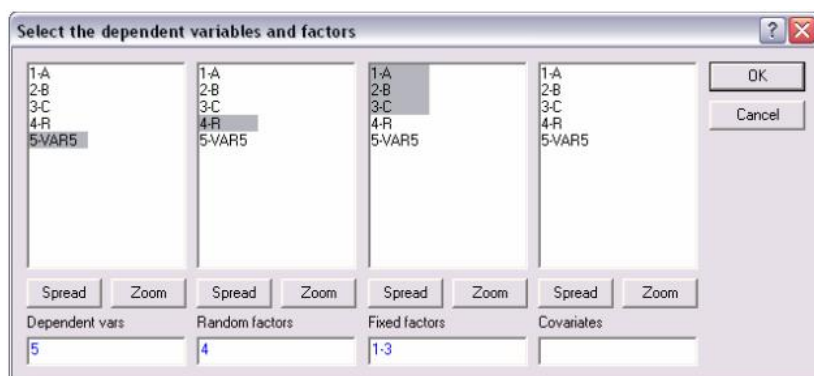 Select the dependent variables and factors
1-A
2-B
3-C
4-R
5-VAR5
1-A
2-B
3-C
4-R
5-VAR5
1-A
2-B
3-C
4-R
5-VAR5
1-A
2-B
3-C
4-R
5-VAR5
OK
Cancel
Spread Zoom Spread Zoom Spread Zoom Spread Zoom
Dependent vars Random factors Fixed factors Covariates
5 4 1-3